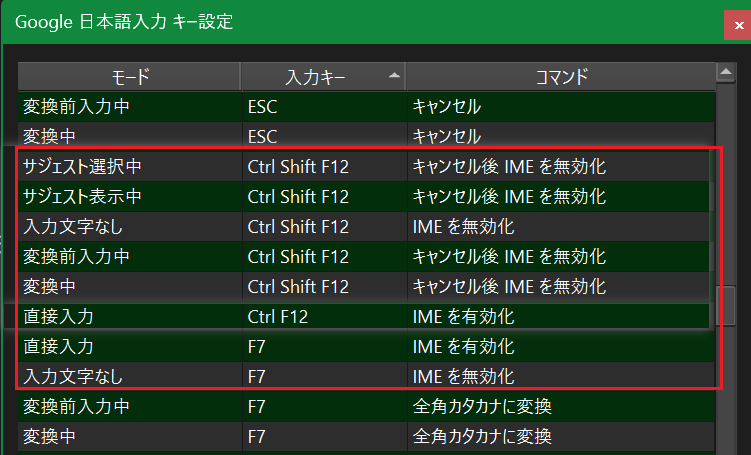 Google 日本語入力 キー設定
モード 入力キー コマンド
変換前入力中 ESC キャンセル
変換中 ESC キャンセル
サジェスト選択中 Ctrl Shift F12 キャンセル後 IME を無効化
サジェスト表示中 Ctrl Shift F12 キャンセル後 IME を無効化
入力文字なし Ctrl Shift F12 IME を無効化
変換前入力中 Ctrl Shift F12 キャンセル後 IME を無効化
変換中 Ctrl Shift F12 キャンセル後 IME を無効化
直接入力 Ctrl F12 IME を有効化
直接入力 F7 IME を有効化
入力文字なし F7 IME を無効化
変換前入力中 F7 全角カタカナに変換
変換中 F7 全角カタカナに変換